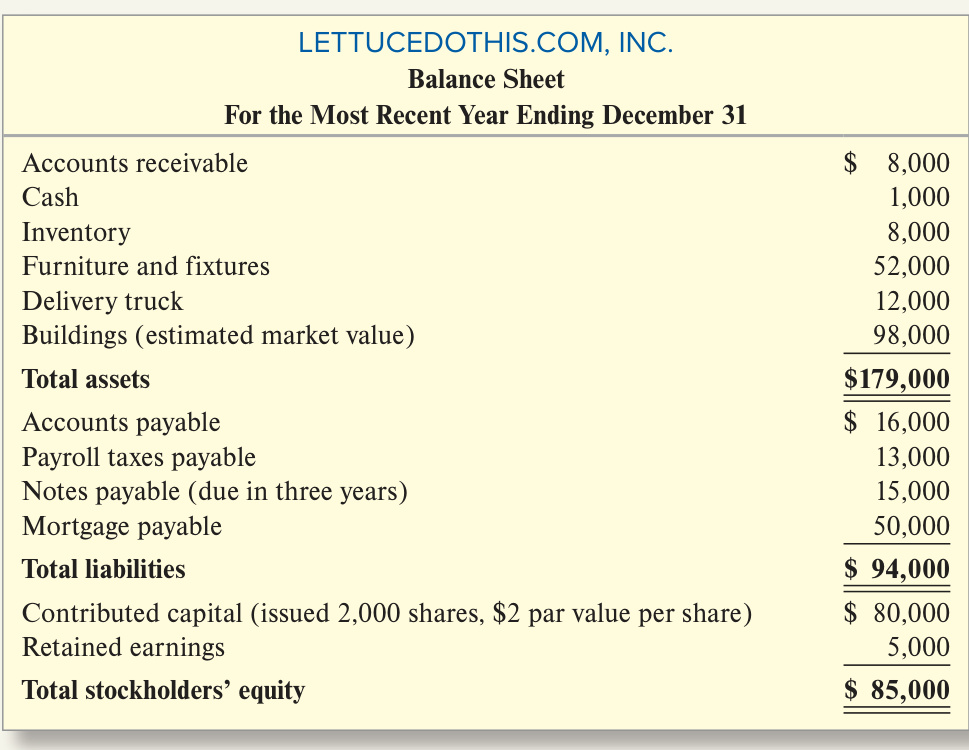 LETTUCEDOTHIS.COM, INC.
Balance Sheet
For the Most Recent Year Ending December 31
Accounts receivable $ 8,000
Cash 1,000
Inventory 8,000
Furniture and fixtures 52,000
Delivery truck 12,000
Buildings (estimated market value) 98,000
Total assets $179,000
Accounts payable $ 16,000
Payroll taxes payable 13,000
Notes payable (due in three years) 15,000
Mortgage payable 50,000
Total liabilities $ 94,000
Contributed capital (issued 2,000 shares, $2 par value per share) $ 80,000
Retained earnings 5,000
Total stockholders’ equity $ 85,000